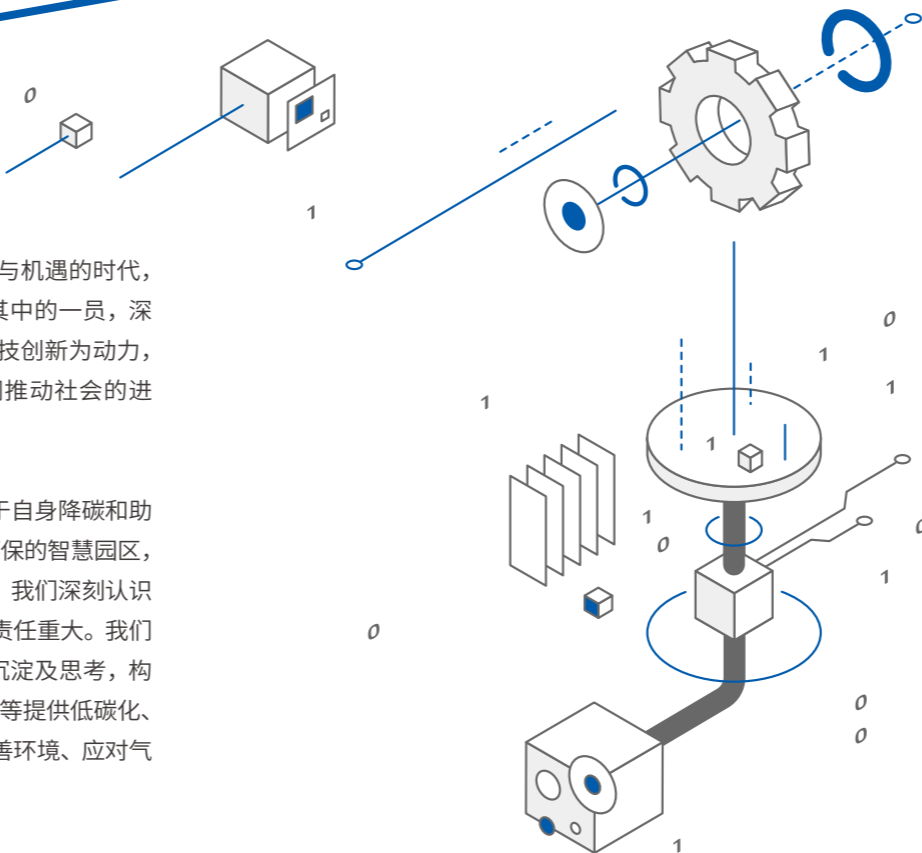 0
1
与机遇的时代，
其中的一员，深
技创新为动力，
推动社会的进
于自身降碳和助
保的智慧园区，
我们深刻认识
责任重大。我们
沉淀及思考，构
等提供低碳化、
善环境、应对气
0
1
1
1
1
1
0
0
1
0
0
0
1